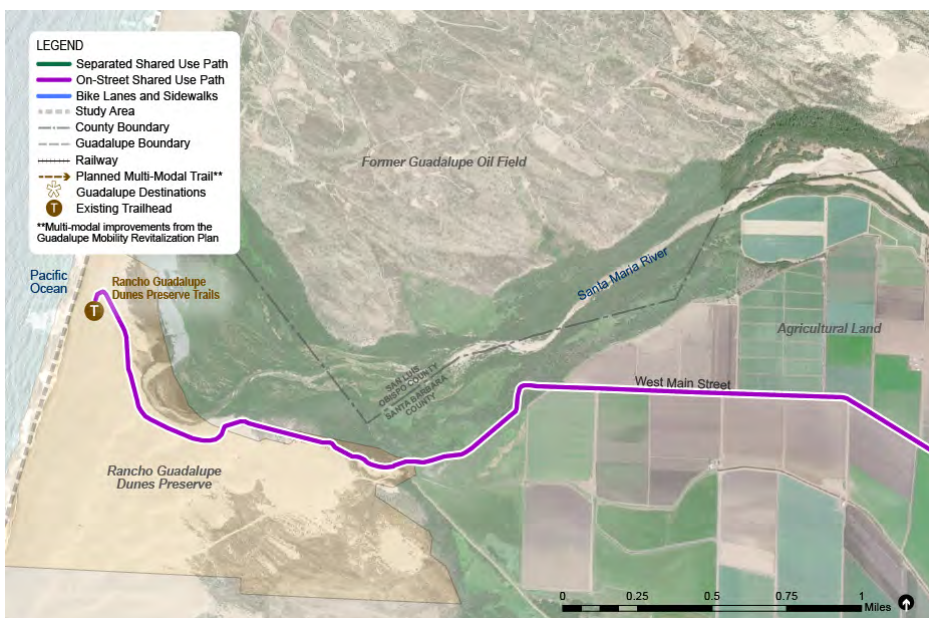 LEGEND
Separated Shared Use Path
On-Street Shared Use Path
Bike Lanes and Sidewalks
Study Area
County Boundary
Guadalupe Boundary
Railway
Planned Multi-Modal Trail**
Guadalupe Destinations
T Existing Trailhead
**Multi-modal improvements from the
Guadalupe Mobility Revitalization Plan
Former Guadalupe Oil Field
Pacific
Ocean
Rancho Guadalupe
Dunes Preserve Trails
T
Santa Maria River
Agricultural Land
SAN LUIS
OBISPO COUNTY
SANTA BARBARA
COUNTY
West Main Street
Rancho Guadalupe
Dunes Preserve
0 0.25 0.5 0.75 1
Miles